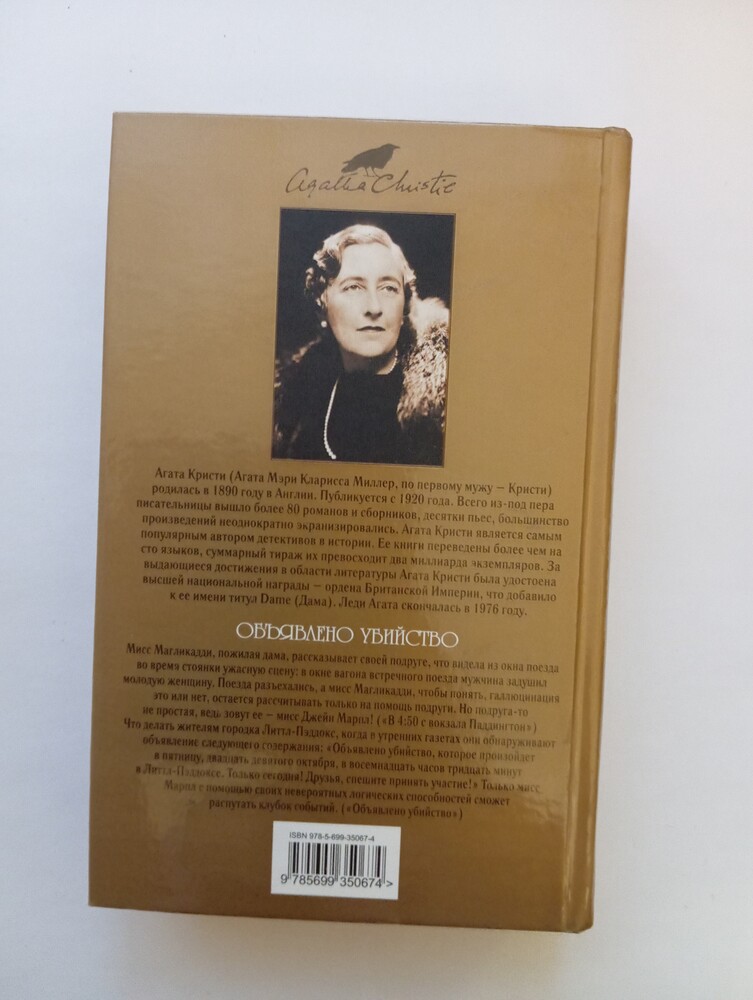 Agatha Christie
Агата Кристи (Агата Мэри Кларисса Миллер, по первому мужу — Кристи)
родилась в 1890 году в Англии. Публикуется с 1920 года. Всего из-под пера
писательницы вышло более 80 романов и сборников, десятки пьес, большинство
произведений неоднократно экранизировались. Агата Кристи является самым
популярным автором детективов в истории. Ее книги переведены более чем на
сто языков, суммарный тираж их превосходит два миллиарда экземпляров. За
выдающиеся достижения в области литературы Агата Кристи была удостоена
высшей национальной награды — ордена Британской Империи, что добавило
к ее имени титул Dame (Дама). Леди Агата скончалась в 1976 году.
ОБЪЯВЛЕНО УБИЙСТВО
Мисс Магликадди, пожилая дама, рассказывает своей подруге, что видела из окна поезда
во время стоянки ужасную сцену: в окне вагона встречного поезда мужчина задушил
молодую женщину. Поезда разъехались, а мисс Магликадди, чтобы понять, галлюцинация
это или нет, остается рассчитывать только на помощь подруги. Но подруга-то
не простая, ведь зовут ее — мисс Джейн Марпл! («В 4:50 с вокзала Паддингтон»)
Что делать жителям городка Литтл-Пэддокс, когда в утренних газетах они обнаруживают
объявление следующего содержания: «Объявлено убийство, которое произойдет
в пятницу, двадцать девятого октября, в восемнадцать часов тридцать минут
в Литтл-Пэддоксе. Только сегодня! Друзья, спешите принять участие!» Только мисс
Марпл с помощью своих невероятных логических способностей сможет
распутать клубок событий. («Объявлено убийство»)
ISBN 978-5-699-35067-4
9 785699 350674 >